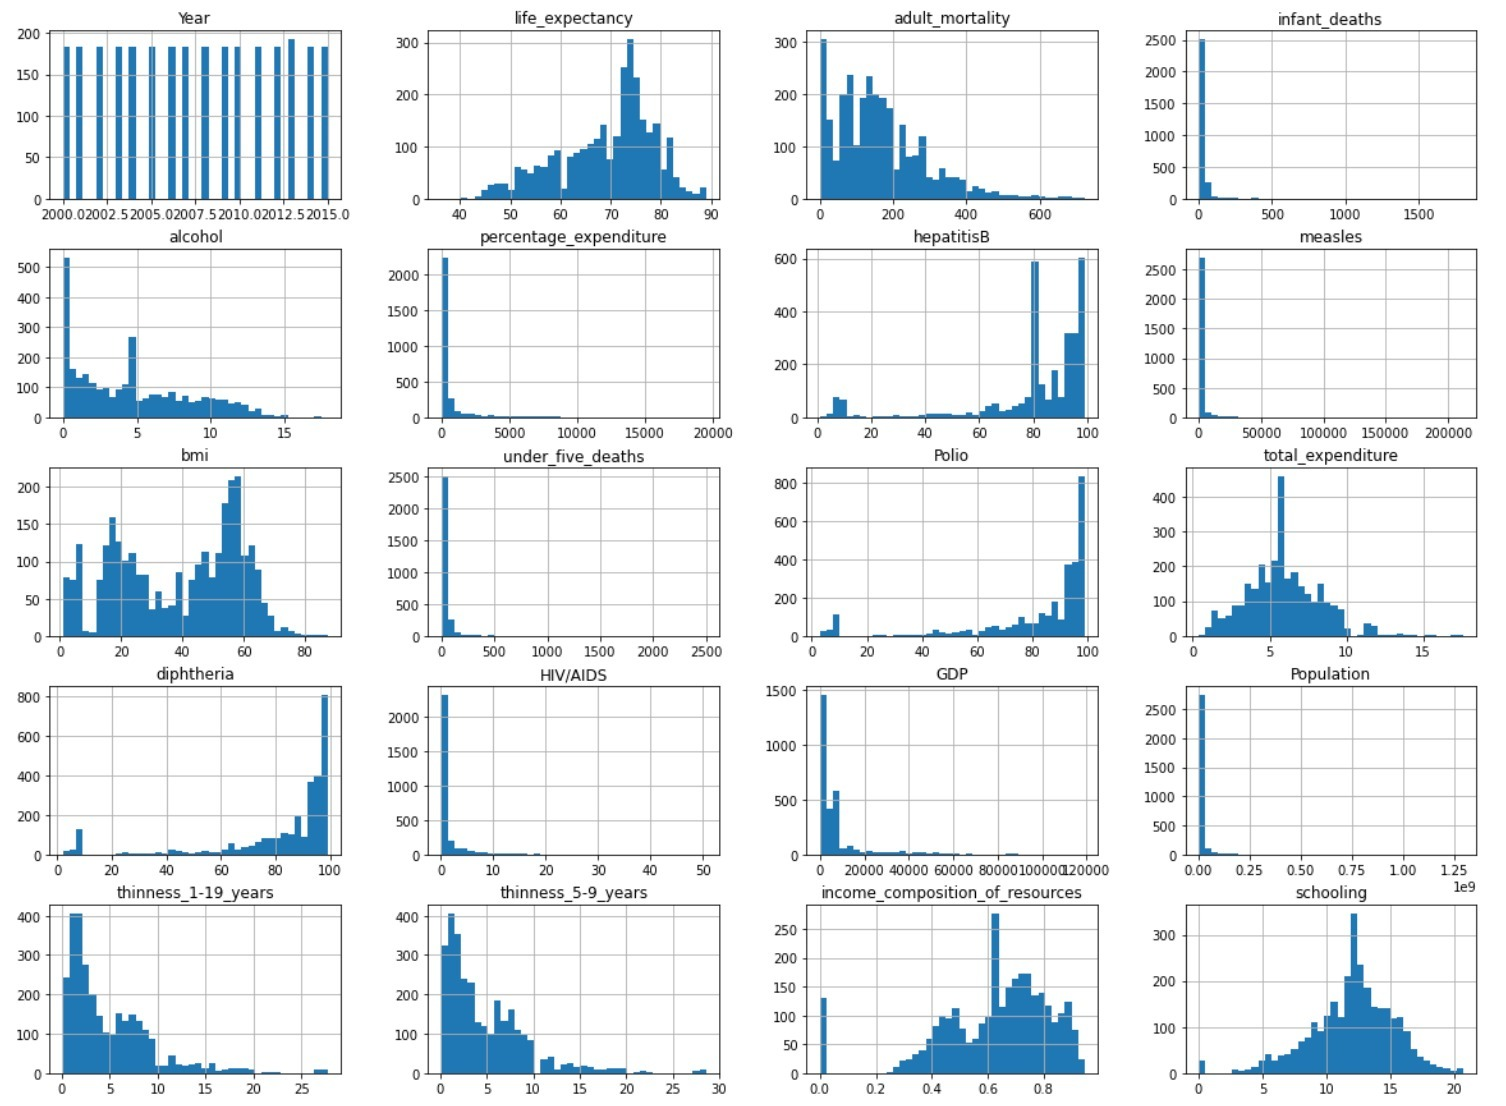 Year
200
150
100
50
0
2000.02002.52005.02007.52010.02012.52015.0
life_expectancy
300
200
100
0
40 50 60 70 80 90
adult_mortality
300
200
100
0
0 200 400 600
infant_deaths
2500
2000
1500
1000
500
0
0 500 1000 1500
alcohol
500
400
300
200
100
0
0 5 10 15
percentage_expenditure
2000
1500
1000
500
0
0 5000 10000 15000 20000
hepatitisB
600
400
200
0
0 20 40 60 80 100
measles
2500
2000
1500
1000
500
0
0 50000 100000 150000 200000
bmi
200
150
100
50
0
0 20 40 60 80
under_five_deaths
2500
2000
1500
1000
500
0
0 500 1000 1500 2000 2500
Polio
800
600
400
200
0
0 20 40 60 80 100
total_expenditure
400
300
200
100
0
0 5 10 15
diphtheria
800
600
400
200
0
0 20 40 60 80 100
HIV/AIDS
2000
1500
1000
500
0
0 10 20 30 40 50
GDP
1500
1000
500
0
0 20000 40000 60000 80000100000120000
Population
2500
2000
1500
1000
500
0
0.00 0.25 0.50 0.75 1.00 1.25
1e9
thinness_1-19_years
400
300
200
100
0
0 5 10 15 20 25
thinness_5-9_years
400
300
200
100
0
0 5 10 15 20 25 30
income_composition_of_resources
250
200
150
100
50
0
0.0 0.2 0.4 0.6 0.8
schooling
300
200
100
0
0 5 10 15 20